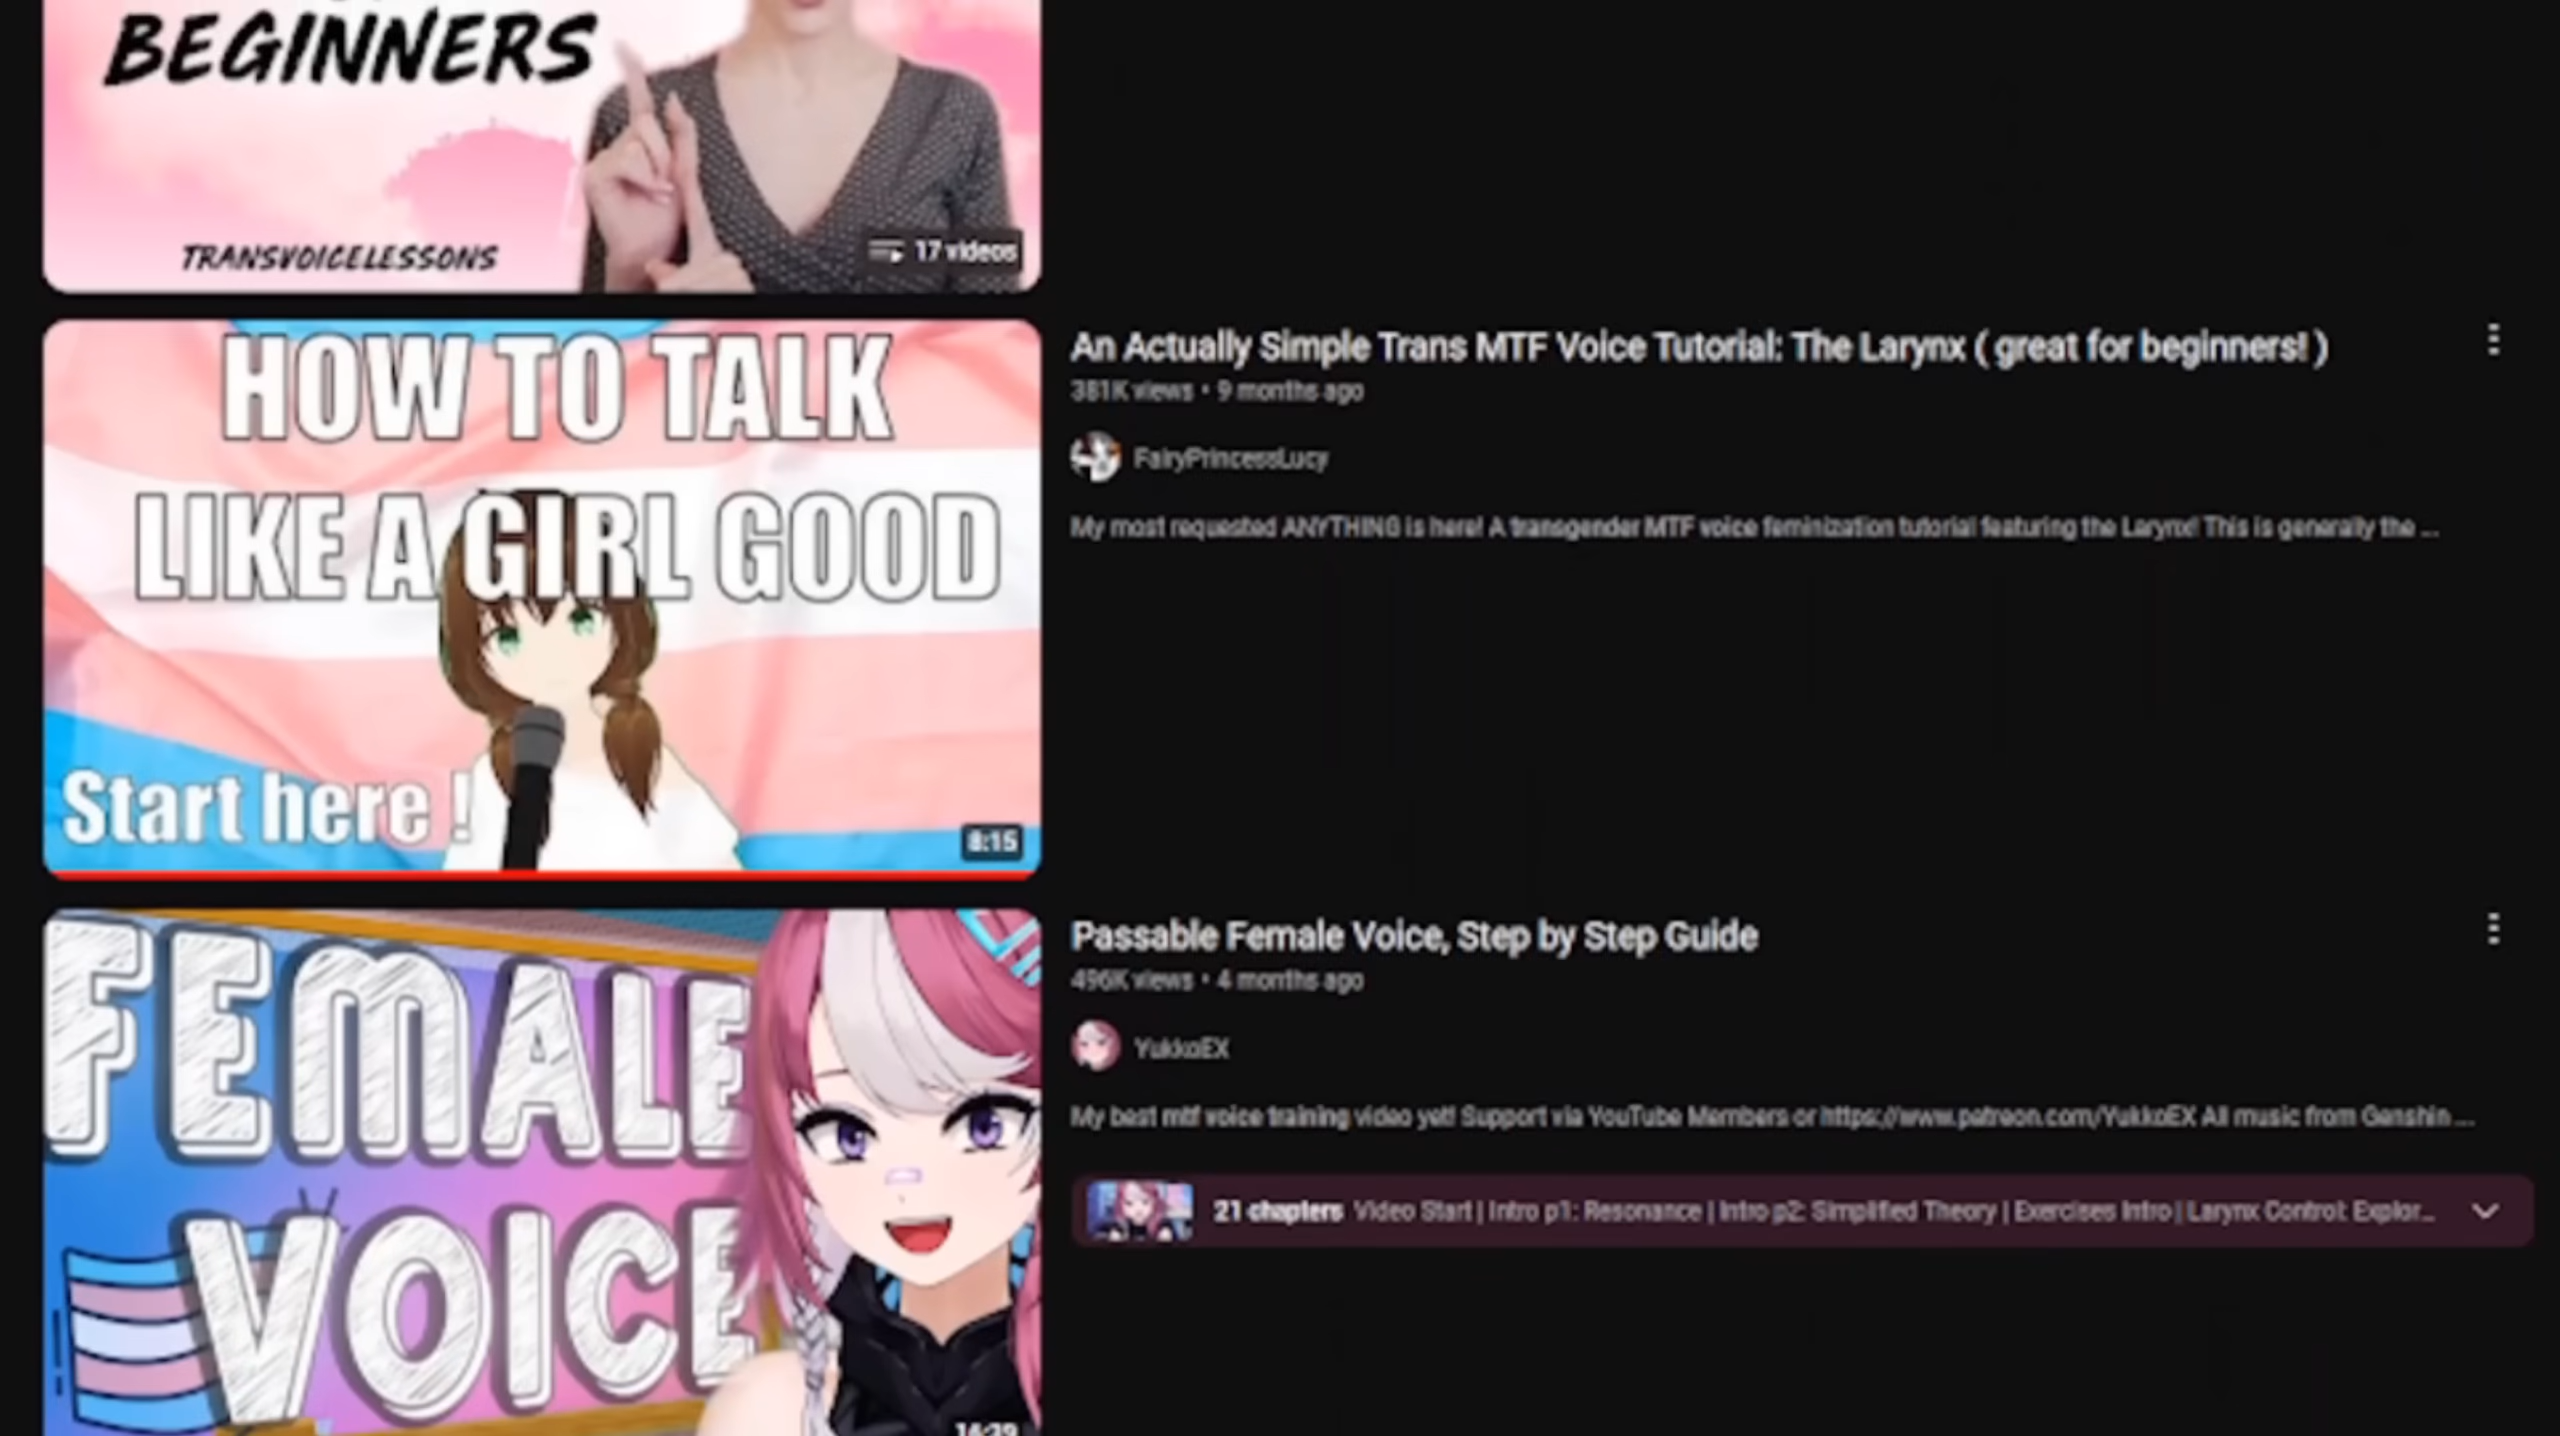 BEGINNERS
TRANSVOICELESSONS
17 videos
HOW TO TALK
LIKE A GIRL GOOD
Start here !
8:15
An Actually Simple Trans MTF Voice Tutorial: The Larynx ( great for beginners! )
381K views • 9 months ago
FairyPrincessLucy
My most requested ANYTHING is here! A transgender MTF voice feminization tutorial featuring the Larynx! This is generally the ...
FEMALE
VOICE
Passable Female Voice, Step by Step Guide
496K views • 4 months ago
YukkoEX
My best mtf voice training video yet! Support via YouTube Members or https://www.patreon.com/YukkoEX All music from Genshin ...
21 chapters Video Start | Intro p1: Resonance | Intro p2: Simplified Theory | Exercises Intro | Larynx Control: Explor...